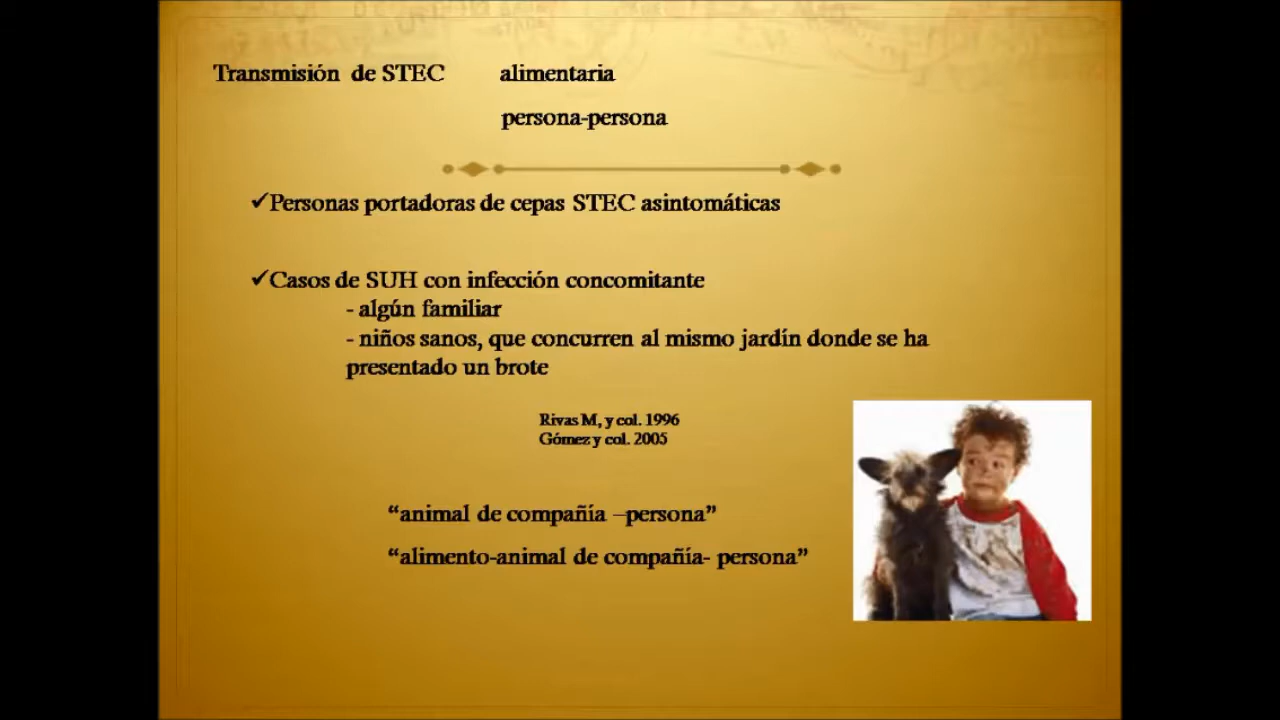 Transmisión de STEC alimentaria
persona-persona
✓Personas portadoras de cepas STEC asintomáticas
✓Casos de SUH con infección concomitante
- algún familiar
- niños sanos, que concurren al mismo jardín donde se ha
presentado un brote
Rivas M, y col. 1996
Gómez y col. 2005
“animal de compañía –persona”
“alimento-animal de compañía- persona”